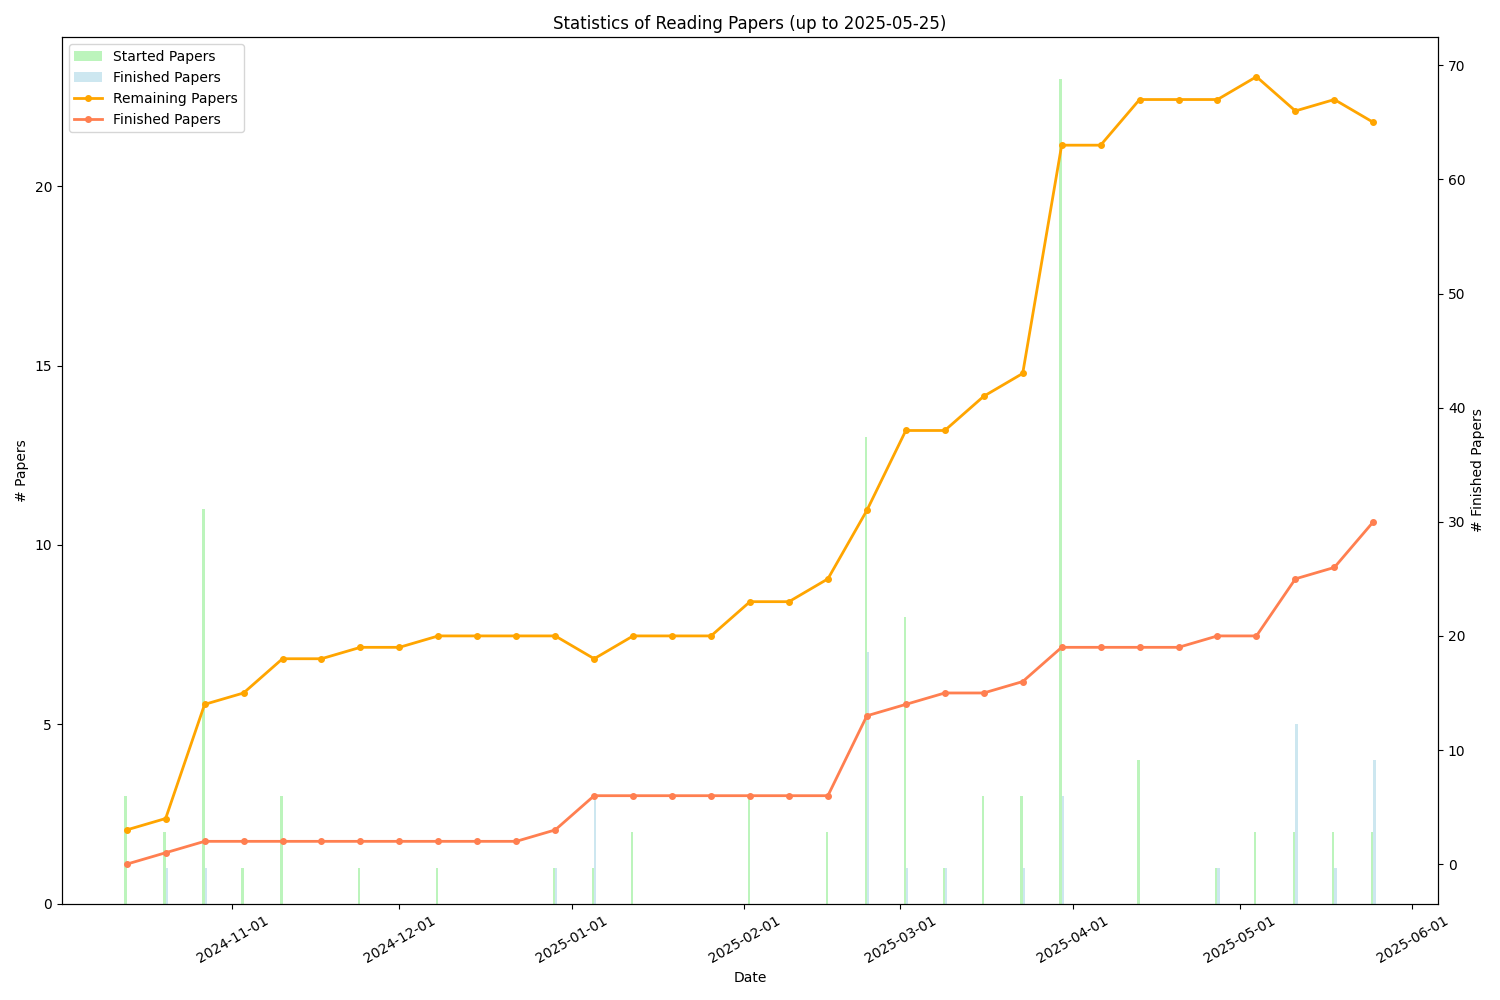 Statistics of Reading Papers (up to 2025-05-25)
Started Papers
Finished Papers
Remaining Papers
Finished Papers
# Papers
20
15
10
5
0
70
60
50
40
30
20
10
0
# Finished Papers
2024-11-01
2024-12-01
2025-01-01
2025-02-01
2025-03-01
2025-04-01
2025-05-01
2025-06-01
Date